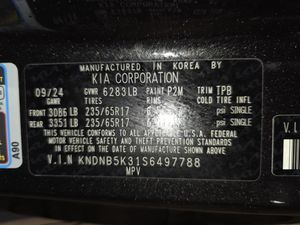 MANUFACTURED IN KOREA BY
KIA CORPORATION
09/24 GVWR 6283LB PAINT P2M TRIM TPB
GAWR TIRE SIZE COLD TIRE INFL
FRONT 3086 LB 235/65R17 psi SINGLE
REAR 3351 LB 235/65R17 psi SINGLE
THIS VEHICLE CONFORMS TO ALL APPLICABLE U.S.A. FEDERAL
MOTOR VEHICLE SAFETY AND THEFT PREVENTION STANDARDS
IN EFFECT ON THE DATE OF MANUFACTURE SHOWN ABOVE.
V.I.N KNDNB5K31S6497788
MPV
A90